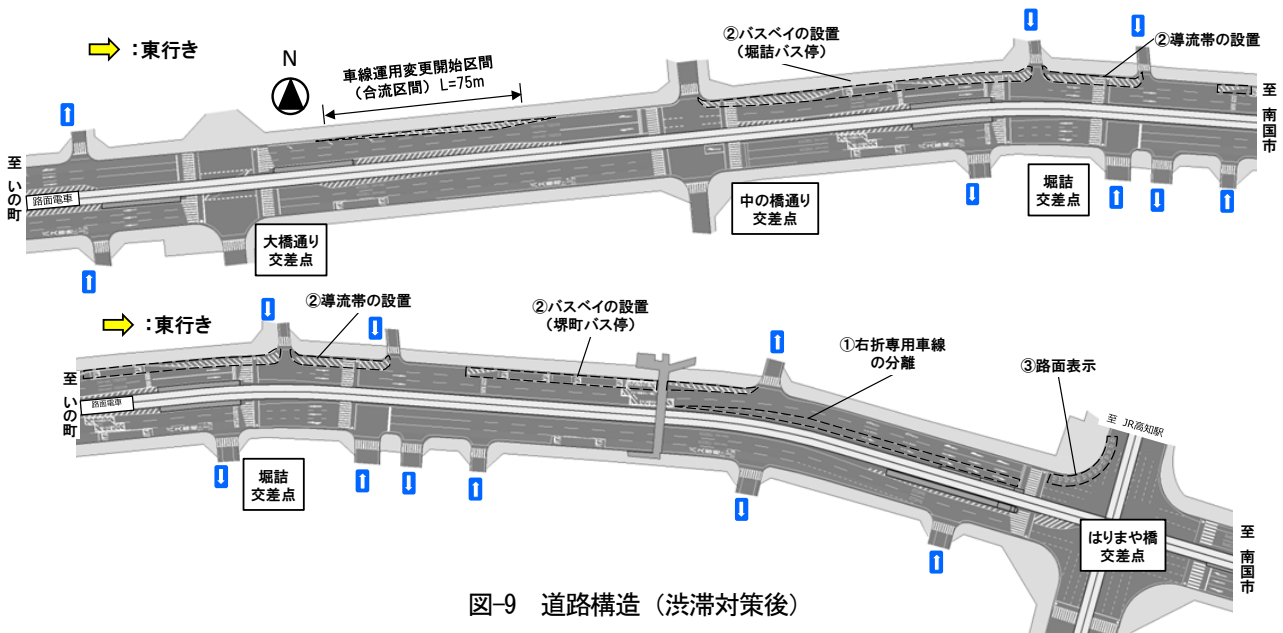 ：東行き
N
車線運用変更開始区間
（合流区間）L=75m
②バスベイの設置
（堀詰バス停）
②導流帯の設置
至 いの町
路面電車
至 南国市
大橋通り
交差点
中の橋通り
交差点
堀詰
交差点
：東行き
②導流帯の設置
②バスベイの設置
（堺町バス停）
①右折専用車線
の分離
③路面表示
至 JR高知駅
至 いの町
路面電車
堀詰
交差点
はりまや橋
交差点
至 南国市
図-9 道路構造（渋滞対策後）